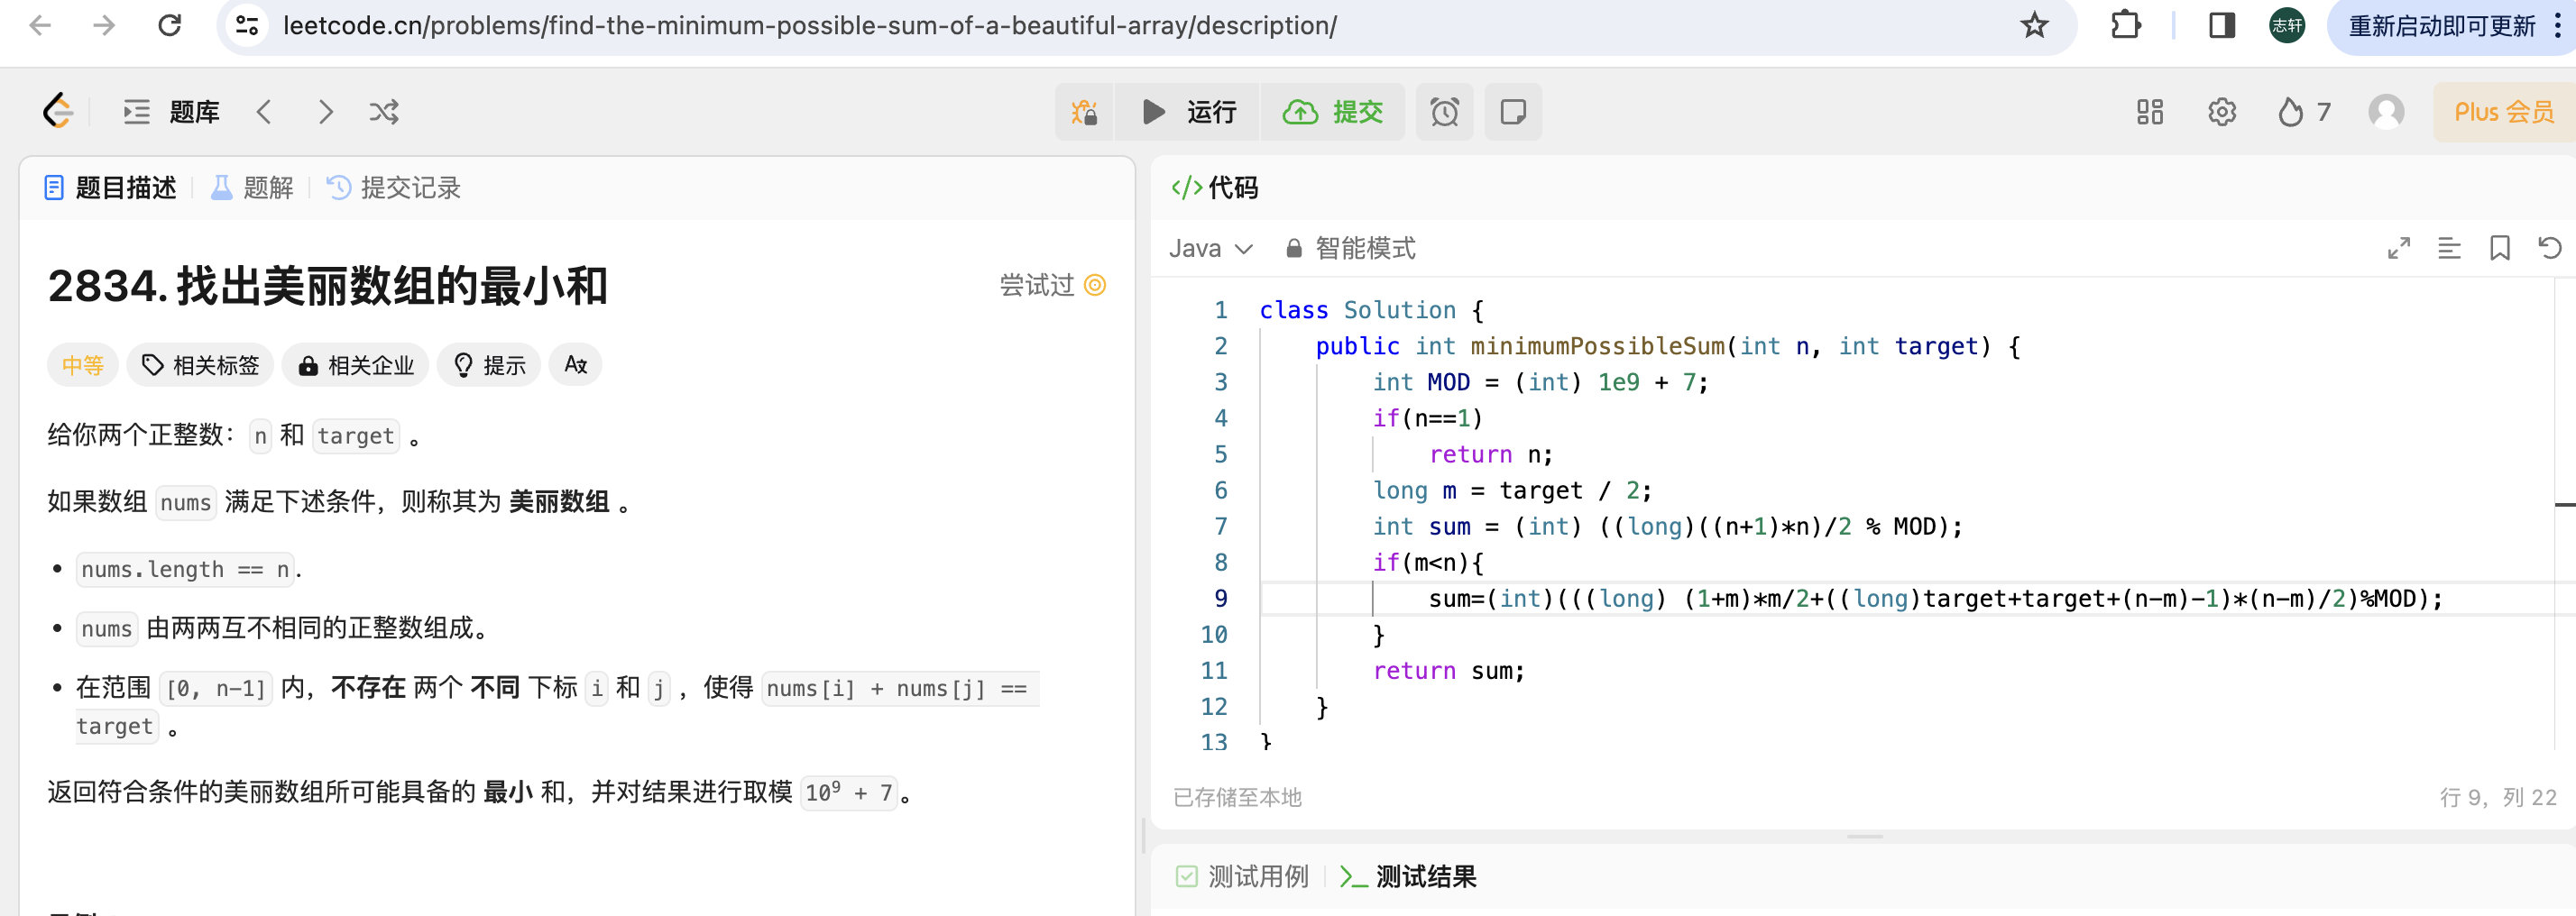 leetcode.cn/problems/find-the-minimum-possible-sum-of-a-beautiful-array/description/
志轩
重新启动即可更新
题库
运行
提交
7
Plus 会员
题目描述
题解
提交记录
2834. 找出美丽数组的最小和
尝试过
中等
相关标签
相关企业
提示
给你两个正整数：n 和 target 。
如果数组 nums 满足下述条件，则称其为 美丽数组 。
• nums.length == n.
• nums 由两两互不相同的正整数组成。
• 在范围 [0, n-1] 内，不存在 两个 不同 下标 i 和 j ，使得 nums[i] + nums[j] ==
target 。
返回符合条件的美丽数组所可能具备的 最小 和，并对结果进行取模 10⁹ + 7。
</> 代码
Java
智能模式
1 class Solution {
2 public int minimumPossibleSum(int n, int target) {
3 int MOD = (int) 1e9 + 7;
4 if(n==1)
5 return n;
6 long m = target / 2;
7 int sum = (int) ((long)((n+1)*n)/2 % MOD);
8 if(m<n){
9 sum=(int)(((long) (1+m)*m/2+((long)target+target+(n-m)-1)*(n-m)/2)%MOD);
10 }
11 return sum;
12 }
13 }
已存储至本地
行 9，列 22
测试用例
测试结果